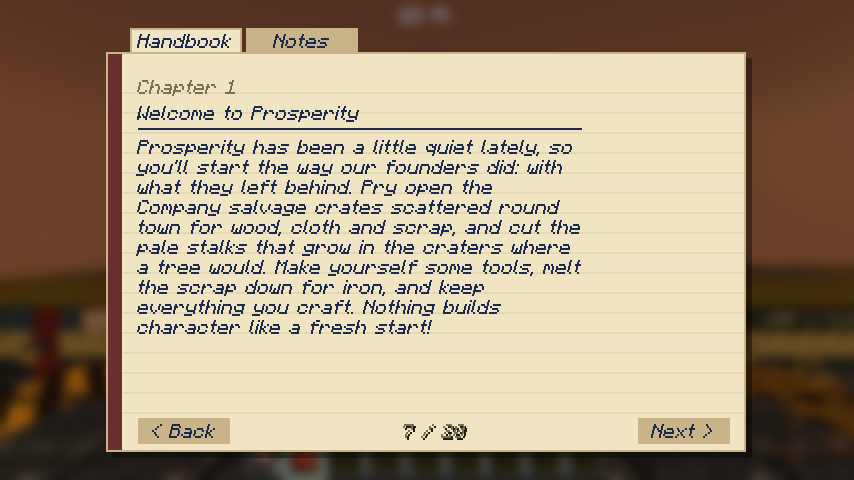 Handbook
Notes
Chapter 1
Welcome to Prosperity
Prosperity has been a little quiet lately, so
you'll start the way our founders did: with
what they left behind. Pry open the
Company salvage crates scattered round
town for wood, cloth and scrap, and cut the
pale stalks that grow in the craters where
a tree would. Make yourself some tools, melt
the scrap down for iron, and keep
everything you craft. Nothing builds
character like a fresh start!
< Back
7 / 20
Next >